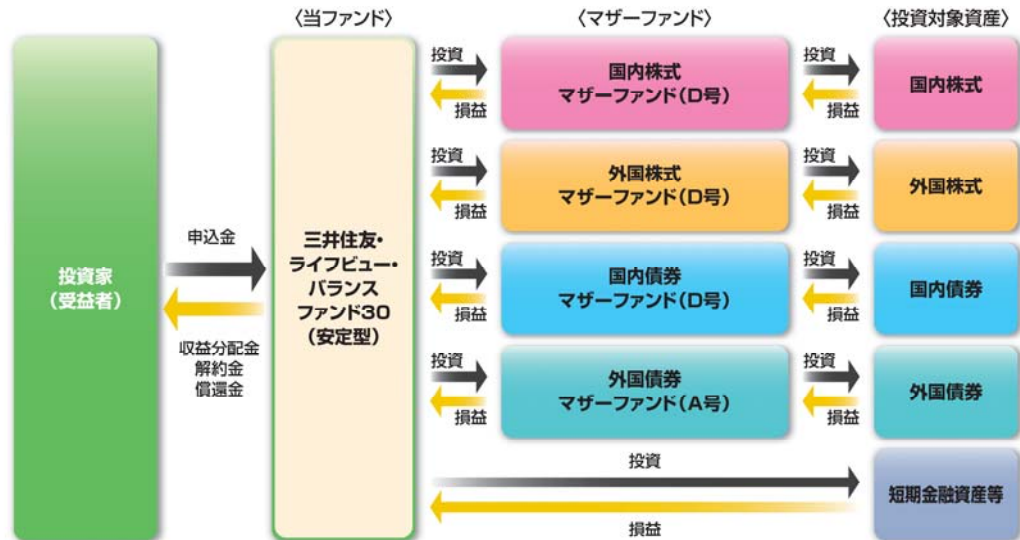 〈当ファンド〉
〈マザーファンド〉
〈投資対象資産〉
投資家
(受益者)
申込金
収益分配金
解約金
償還金
三井住友・
ライフビュー・
バランス
ファンド30
(安定型)
投資
損益
国内株式
マザーファンド(D号)
投資
損益
国内株式
投資
損益
外国株式
マザーファンド(D号)
投資
損益
外国株式
投資
損益
国内債券
マザーファンド(D号)
投資
損益
国内債券
投資
損益
外国債券
マザーファンド(A号)
投資
損益
外国債券
投資
損益
短期金融資産等